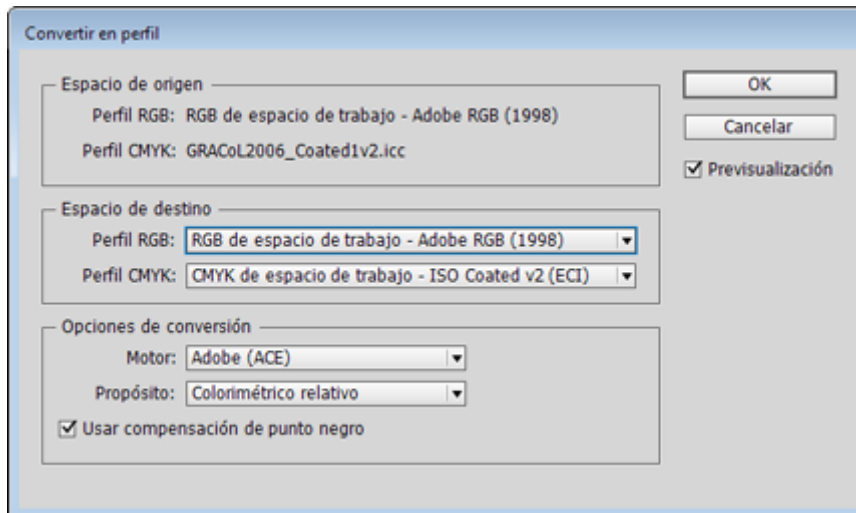 Convertir en perfil
Espacio de origen
Perfil RGB: RGB de espacio de trabajo - Adobe RGB (1998)
Perfil CMYK: GRACoL2006_Coated1v2.icc
Espacio de destino
Perfil RGB: RGB de espacio de trabajo - Adobe RGB (1998)
Perfil CMYK: CMYK de espacio de trabajo - ISO Coated v2 (ECI)
Opciones de conversión
Motor: Adobe (ACE)
Propósito: Colorimétrico relativo
Usar compensación de punto negro
OK
Cancelar
Previsualización